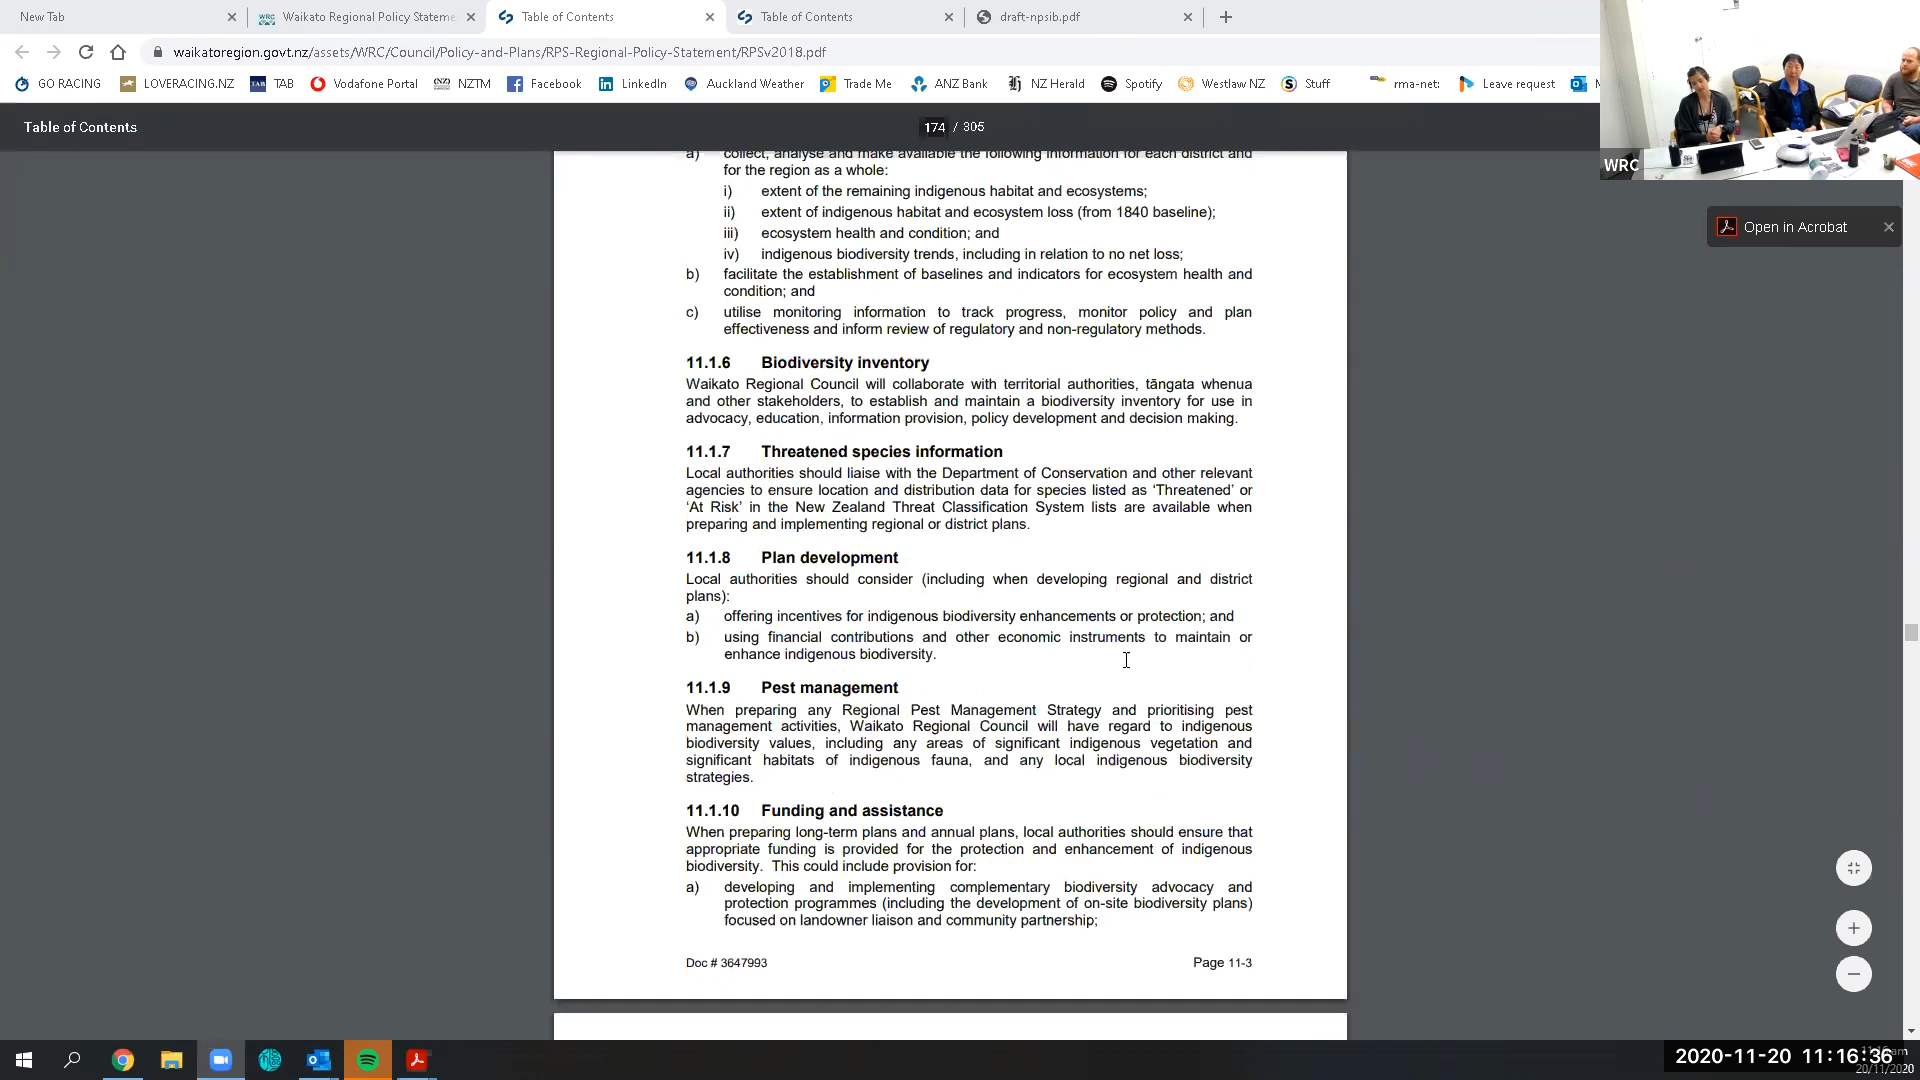 New Tab
Waikato Regional Policy Stateme
Table of Contents
Table of Contents
draft-npsib.pdf
waikatoregion.govt.nz/assets/WRC/Council/Policy-and-Plans/RPS-Regional-Policy-Statement/RPSv2018.pdf
GO RACING
LOVERACING.NZ
TAB
Vodafone Portal
NZTM
Facebook
LinkedIn
Auckland Weather
Trade Me
ANZ Bank
NZ Herald
Spotify
Westlaw NZ
Stuff
rma-net:
Leave request
Table of Contents
174 / 305
WRC
Open in Acrobat
a) collect, analyse and make available the following information for each district and
for the region as a whole:
i) extent of the remaining indigenous habitat and ecosystems;
ii) extent of indigenous habitat and ecosystem loss (from 1840 baseline);
iii) ecosystem health and condition; and
iv) indigenous biodiversity trends, including in relation to no net loss;
b) facilitate the establishment of baselines and indicators for ecosystem health and
condition; and
c) utilise monitoring information to track progress, monitor policy and plan
effectiveness and inform review of regulatory and non-regulatory methods.
11.1.6 Biodiversity inventory
Waikato Regional Council will collaborate with territorial authorities, tāngata whenua
and other stakeholders, to establish and maintain a biodiversity inventory for use in
advocacy, education, information provision, policy development and decision making.
11.1.7 Threatened species information
Local authorities should liaise with the Department of Conservation and other relevant
agencies to ensure location and distribution data for species listed as ‘Threatened’ or
‘At Risk’ in the New Zealand Threat Classification System lists are available when
preparing and implementing regional or district plans.
11.1.8 Plan development
Local authorities should consider (including when developing regional and district
plans):
a) offering incentives for indigenous biodiversity enhancements or protection; and
b) using financial contributions and other economic instruments to maintain or
enhance indigenous biodiversity.
11.1.9 Pest management
When preparing any Regional Pest Management Strategy and prioritising pest
management activities, Waikato Regional Council will have regard to indigenous
biodiversity values, including any areas of significant indigenous vegetation and
significant habitats of indigenous fauna, and any local indigenous biodiversity
strategies.
11.1.10 Funding and assistance
When preparing long-term plans and annual plans, local authorities should ensure that
appropriate funding is provided for the protection and enhancement of indigenous
biodiversity. This could include provision for:
a) developing and implementing complementary biodiversity advocacy and
protection programmes (including the development of on-site biodiversity plans)
focused on landowner liaison and community partnership;
Doc # 3647993
Page 11-3
2020-11-20 11:16:36
20/11/2020